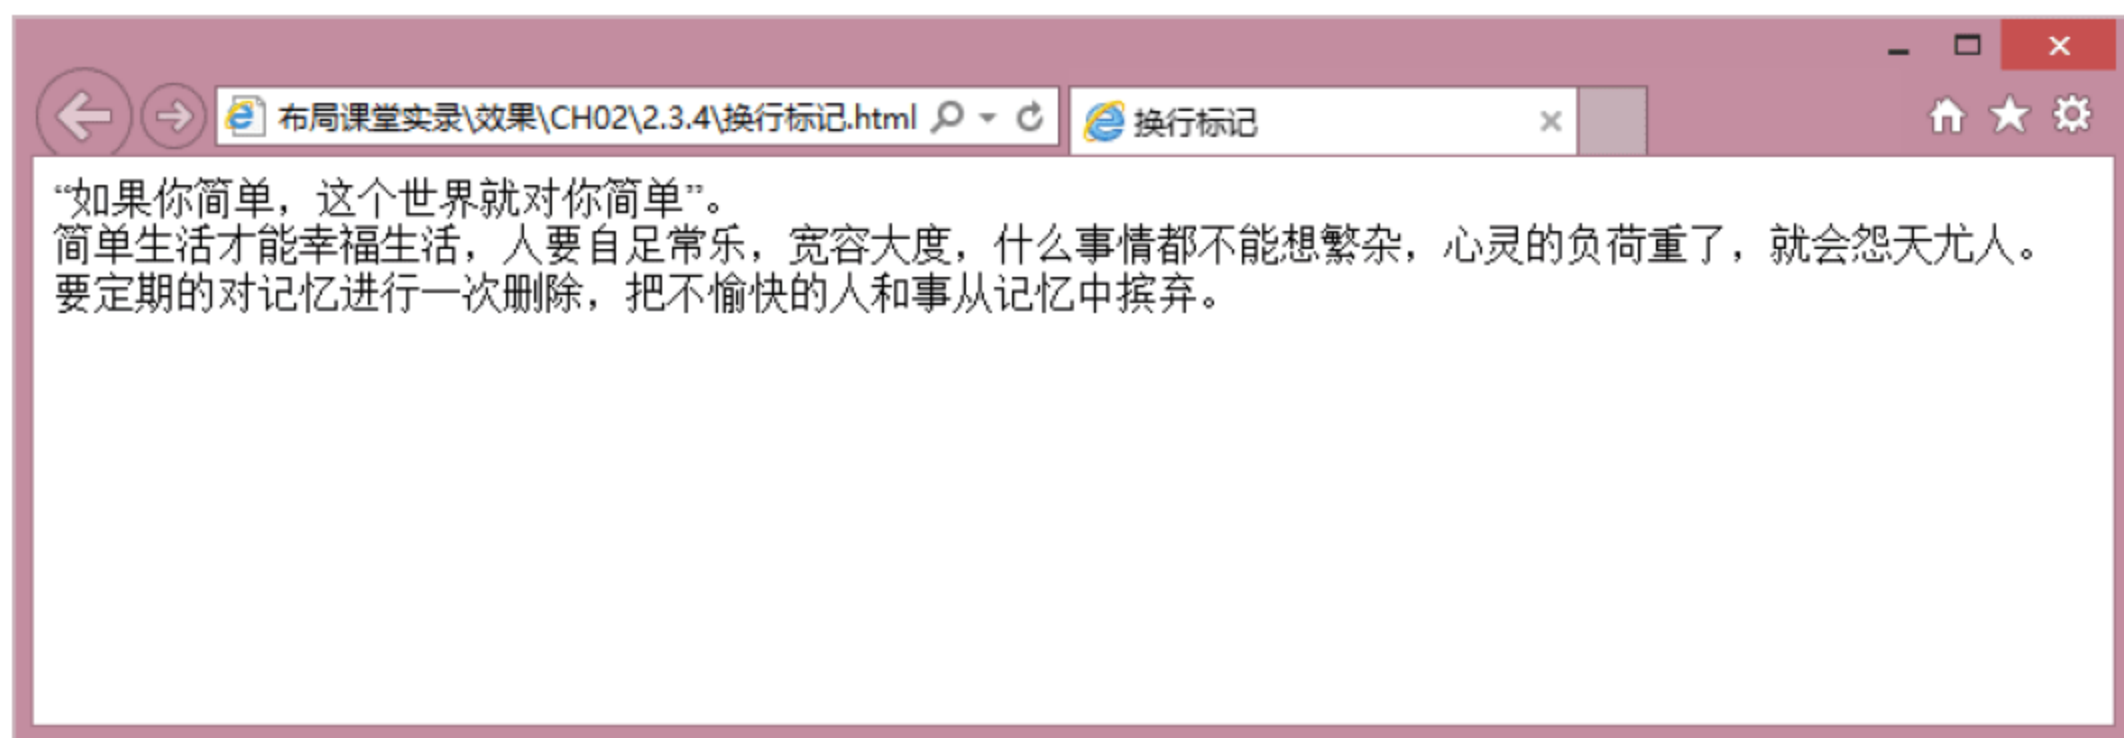 布局课堂实录\效果\CH02\2.3.4\换行标记.html
换行标记
“如果你简单，这个世界就对你简单”。
简单生活才能幸福生活，人要自足常乐，宽容大度，什么事情都不能想繁杂，心灵的负荷重了，就会怨天尤人。
要定期的对记忆进行一次删除，把不愉快的人和事从记忆中摈弃。